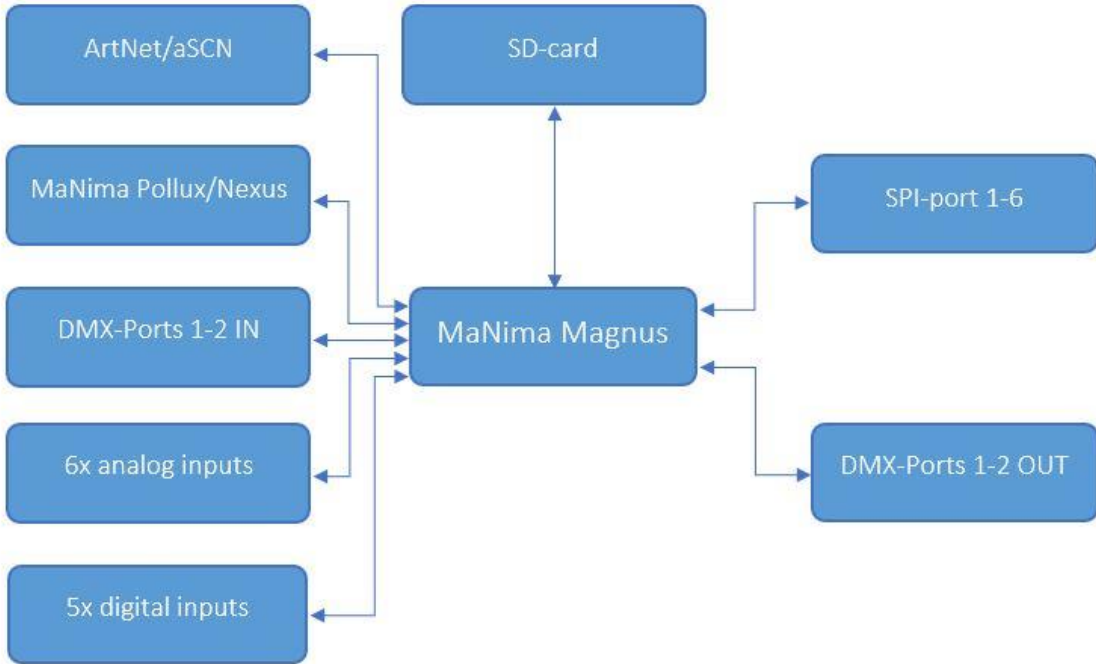 ArtNet/aSCN
SD-card
MaNima Pollux/Nexus
SPI-port 1-6
DMX-Ports 1-2 IN
MaNima Magnus
6x analog inputs
DMX-Ports 1-2 OUT
5x digital inputs